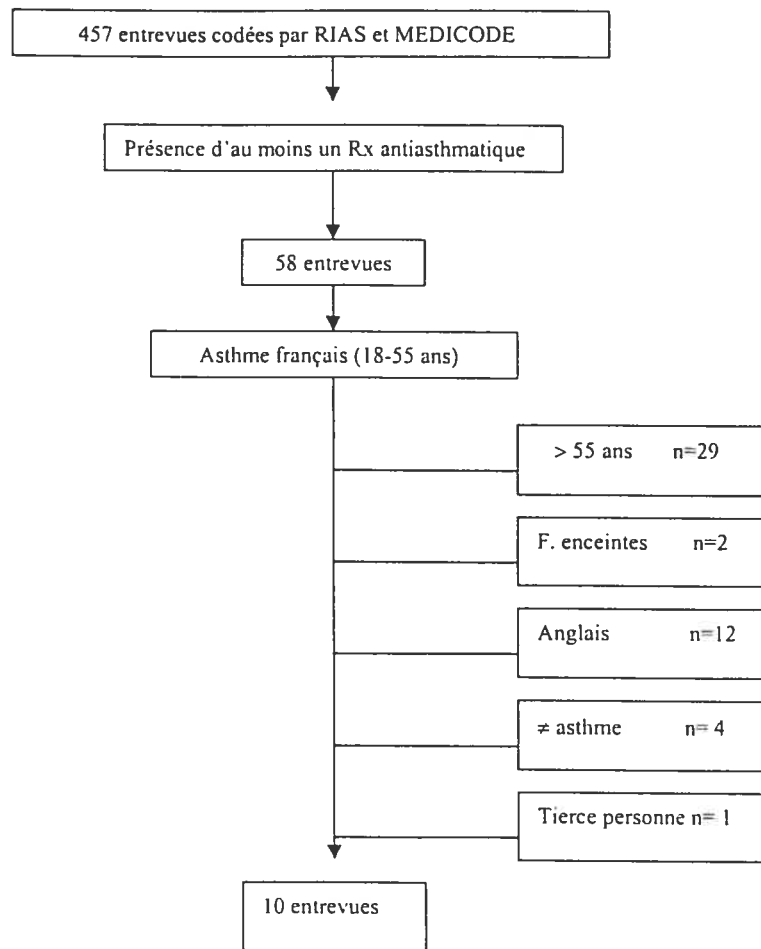 457 entrevues codées par RIAS et MEDICODE
Présence d'au moins un Rx antiasthmatique
58 entrevues
Asthme français (18-55 ans)
> 55 ans n=29
F. enceintes n=2
Anglais n=12
≠ asthme n= 4
Tierce personne n= 1
10 entrevues